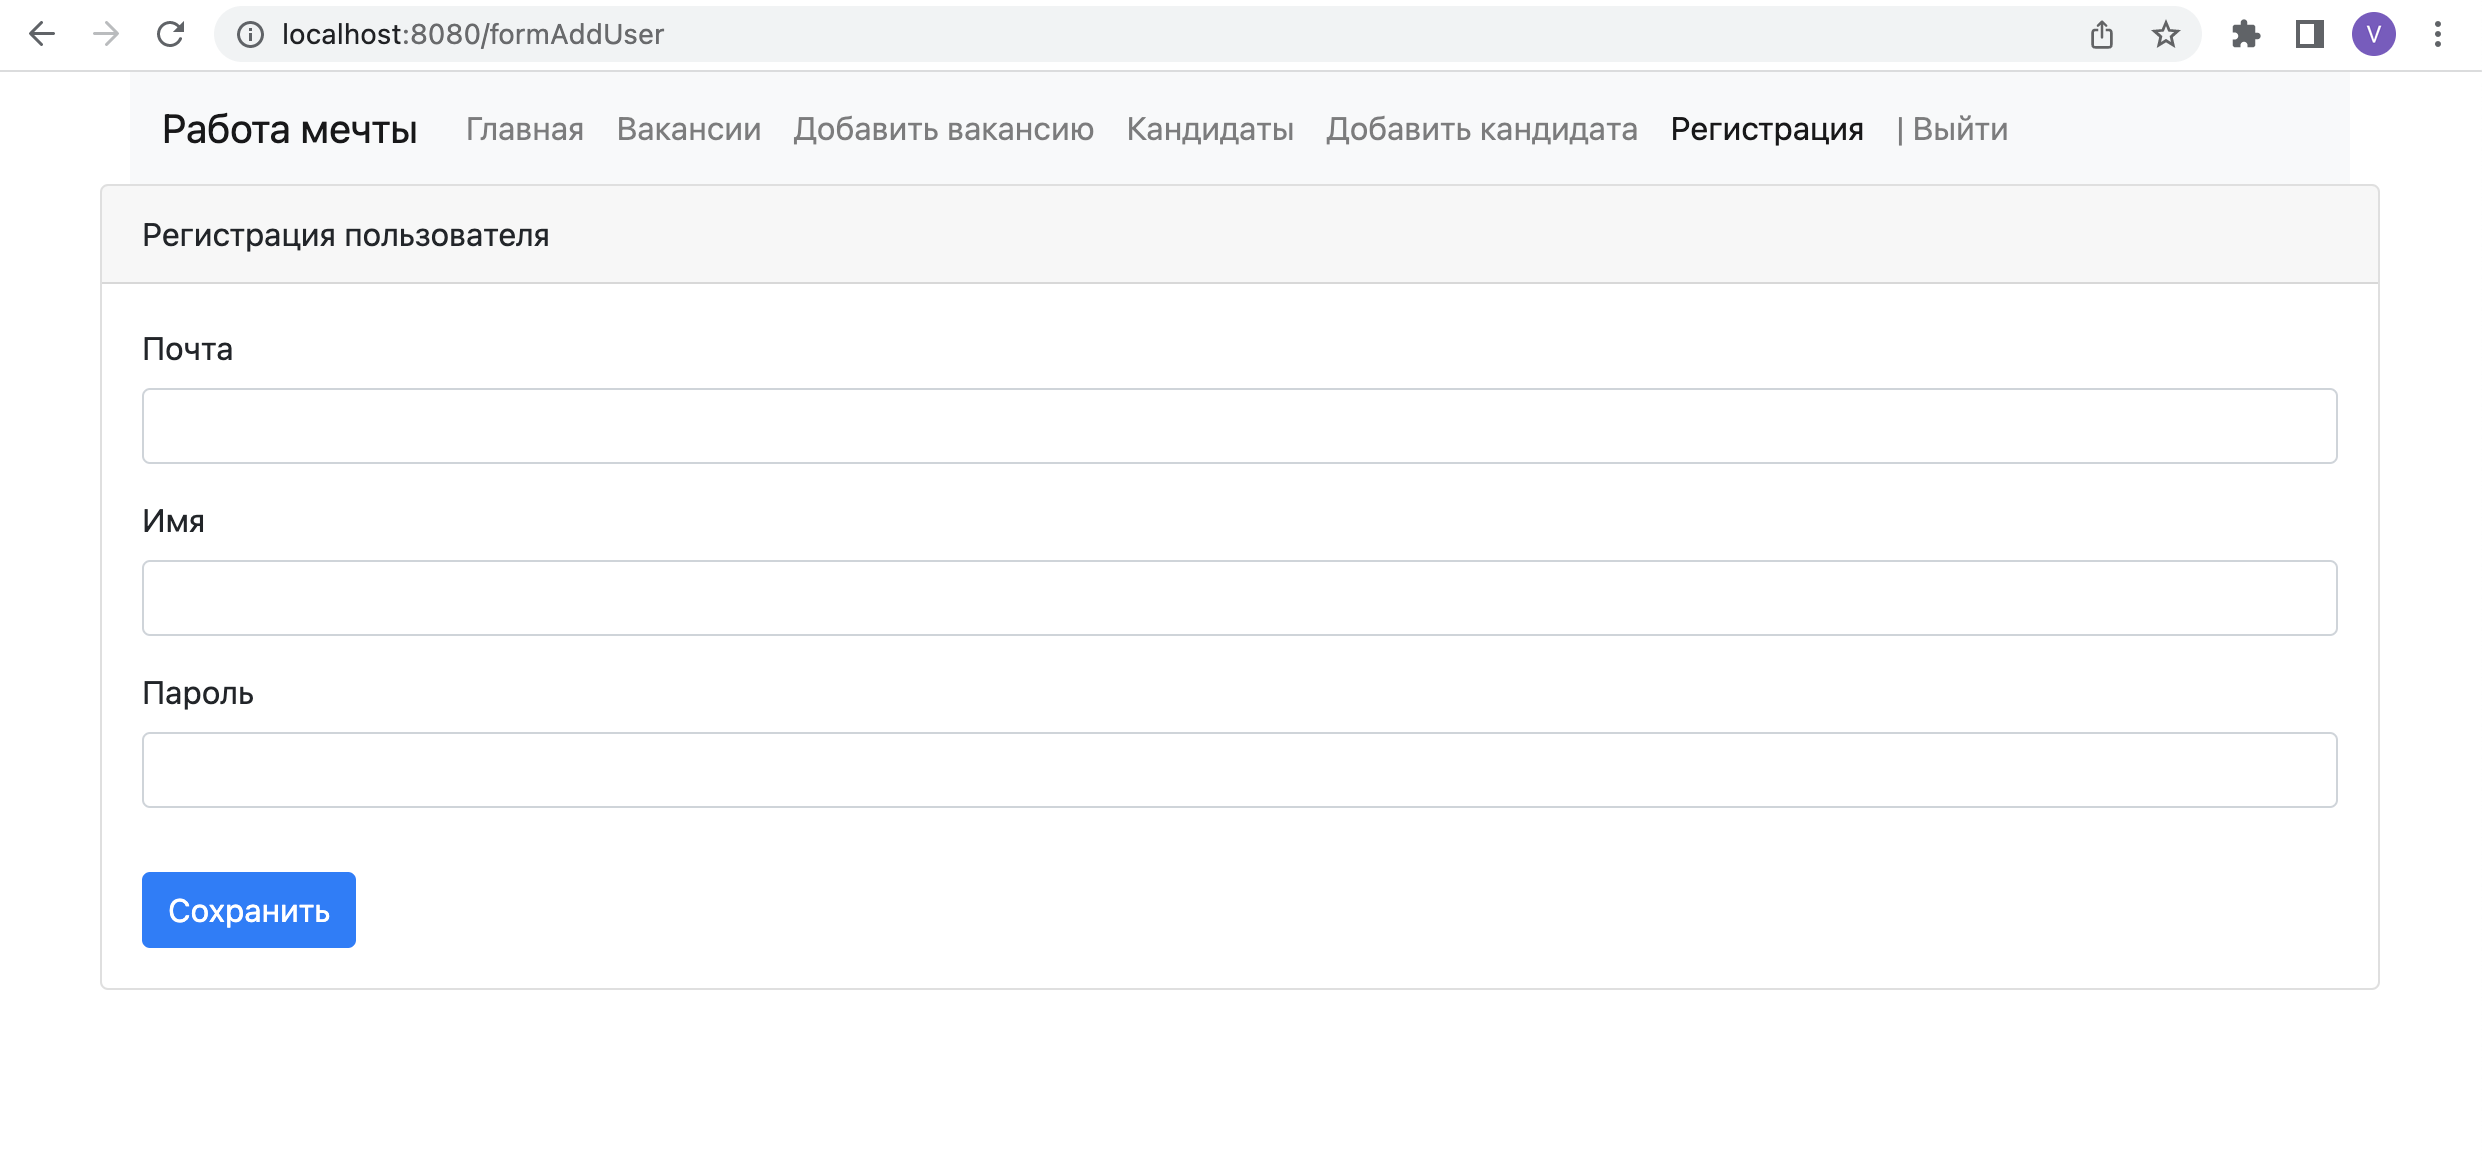 localhost:8080/formAddUser
V
Работа мечты Главная Вакансии Добавить вакансию Кандидаты Добавить кандидата Регистрация | Выйти
Регистрация пользователя
Почта
Имя
Пароль
Сохранить